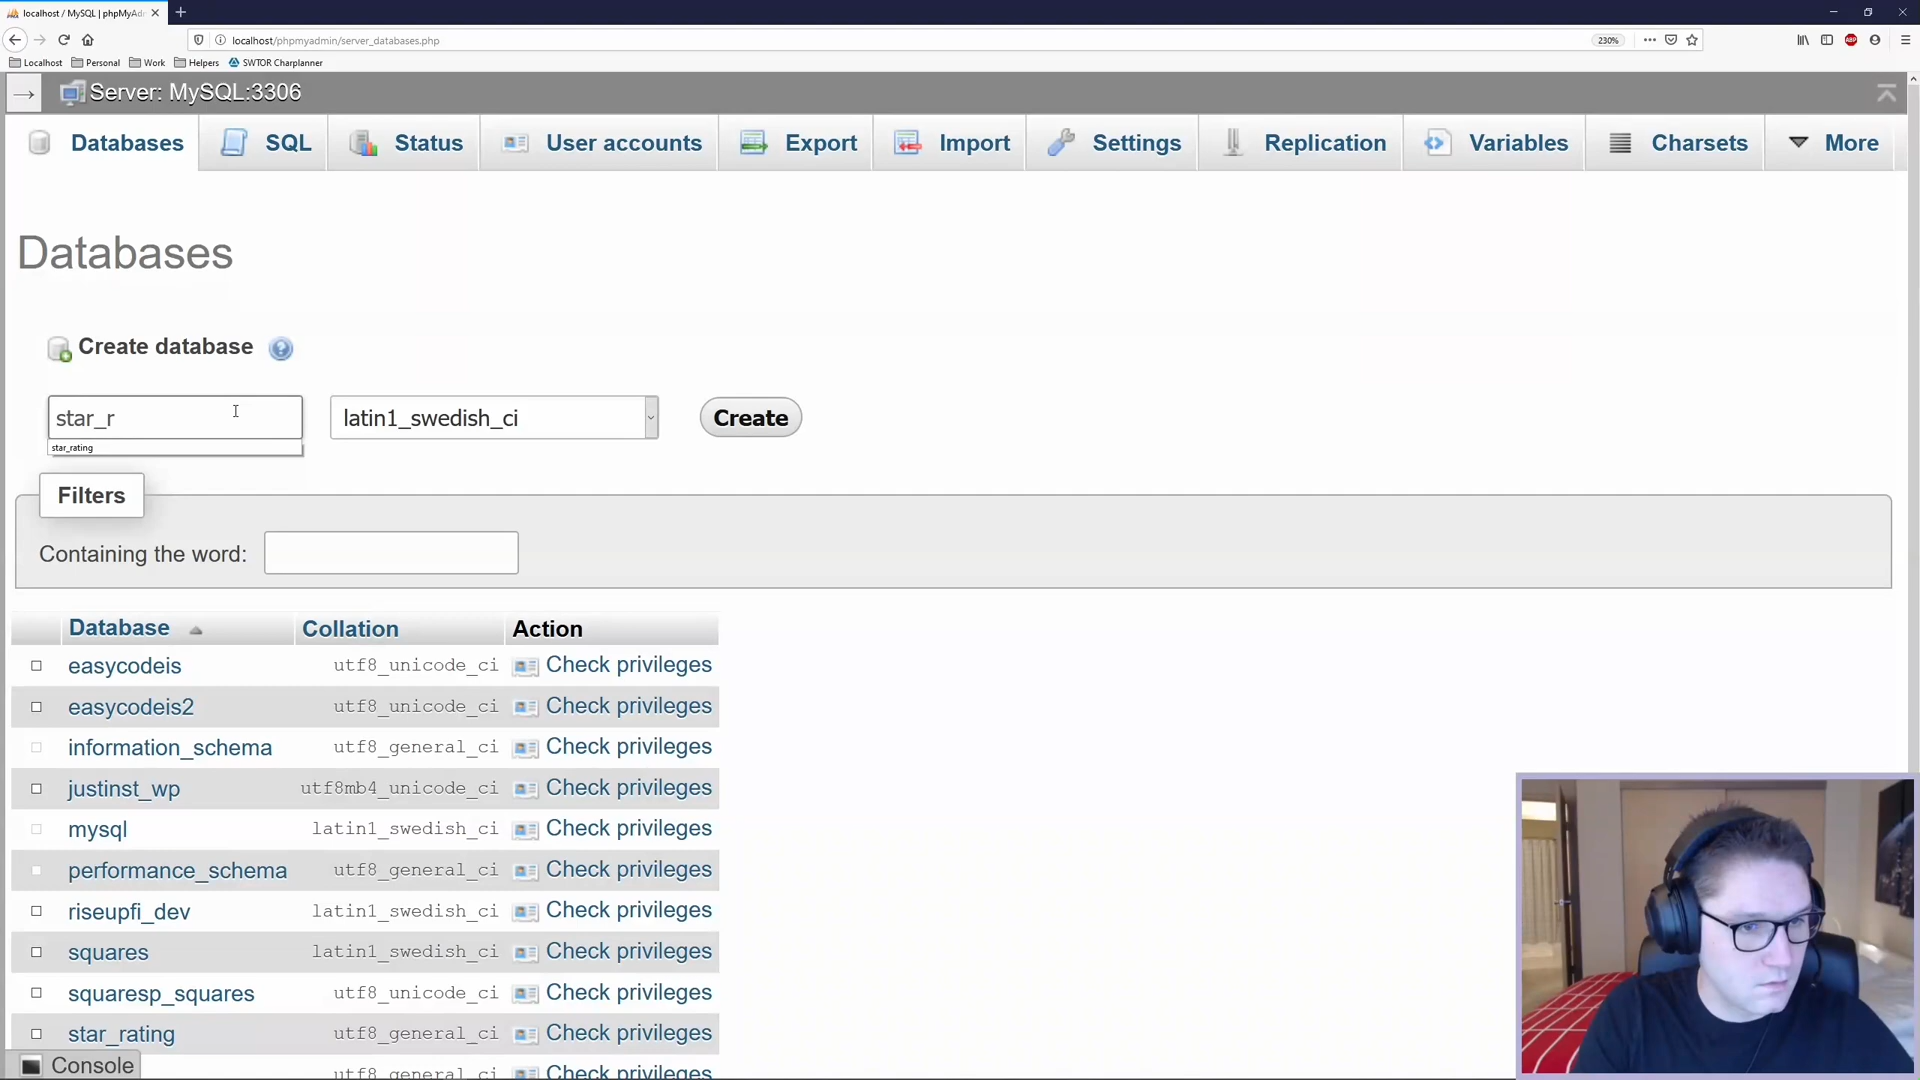 localhost / MySQL | phpMyAdm
localhost/phpmyadmin/server_databases.php
230%
Localhost Personal Work Helpers SWTOR Charplanner
ABP
Server: MySQL:3306
Databases SQL Status User accounts Export Import Settings Replication Variables Charsets More
Databases
Create database
star_r latin1_swedish_ci Create
star_rating
Filters
Containing the word:
Database Collation Action
easycodeis utf8_unicode_ci Check privileges
easycodeis2 utf8_unicode_ci Check privileges
information_schema utf8_general_ci Check privileges
justinst_wp utf8mb4_unicode_ci Check privileges
mysql latin1_swedish_ci Check privileges
performance_schema utf8_general_ci Check privileges
riseupfi_dev latin1_swedish_ci Check privileges
squares latin1_swedish_ci Check privileges
squaresp_squares utf8_unicode_ci Check privileges
star_rating utf8_general_ci Check privileges
utf8_general_ci Check privileges
Console